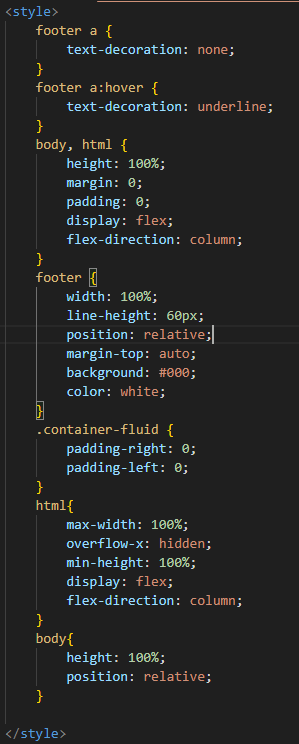 <style>
footer a {
text-decoration: none;
}
footer a:hover {
text-decoration: underline;
}
body, html {
height: 100%;
margin: 0;
padding: 0;
display: flex;
flex-direction: column;
}
footer {
width: 100%;
line-height: 60px;
position: relative;
margin-top: auto;
background: #000;
color: white;
}
.container-fluid {
padding-right: 0;
padding-left: 0;
}
html{
max-width: 100%;
overflow-x: hidden;
min-height: 100%;
display: flex;
flex-direction: column;
}
body{
height: 100%;
position: relative;
}
</style>